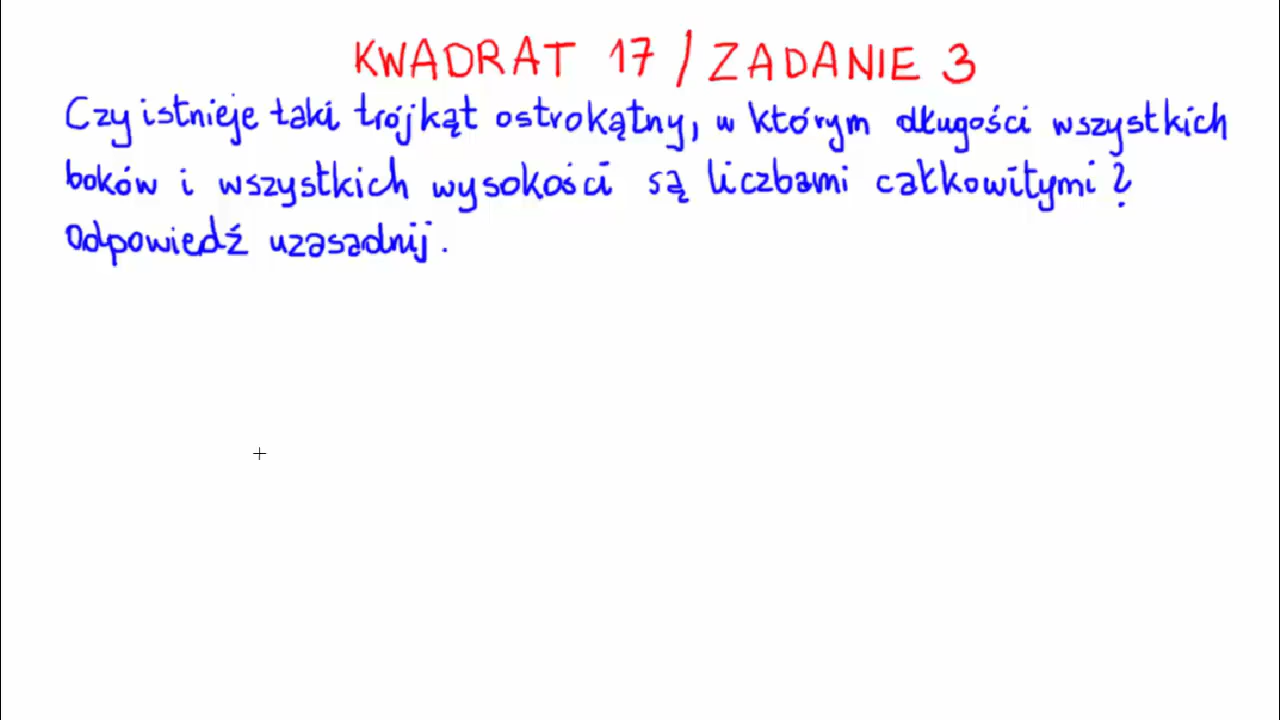 KWADRAT 17 / ZADANIE 3
Czy istnieje taki trójkąt ostrokątny, w którym długości wszystkich
boków i wszystkich wysokości są liczbami całkowitymi?
Odpowiedź uzasadnij.